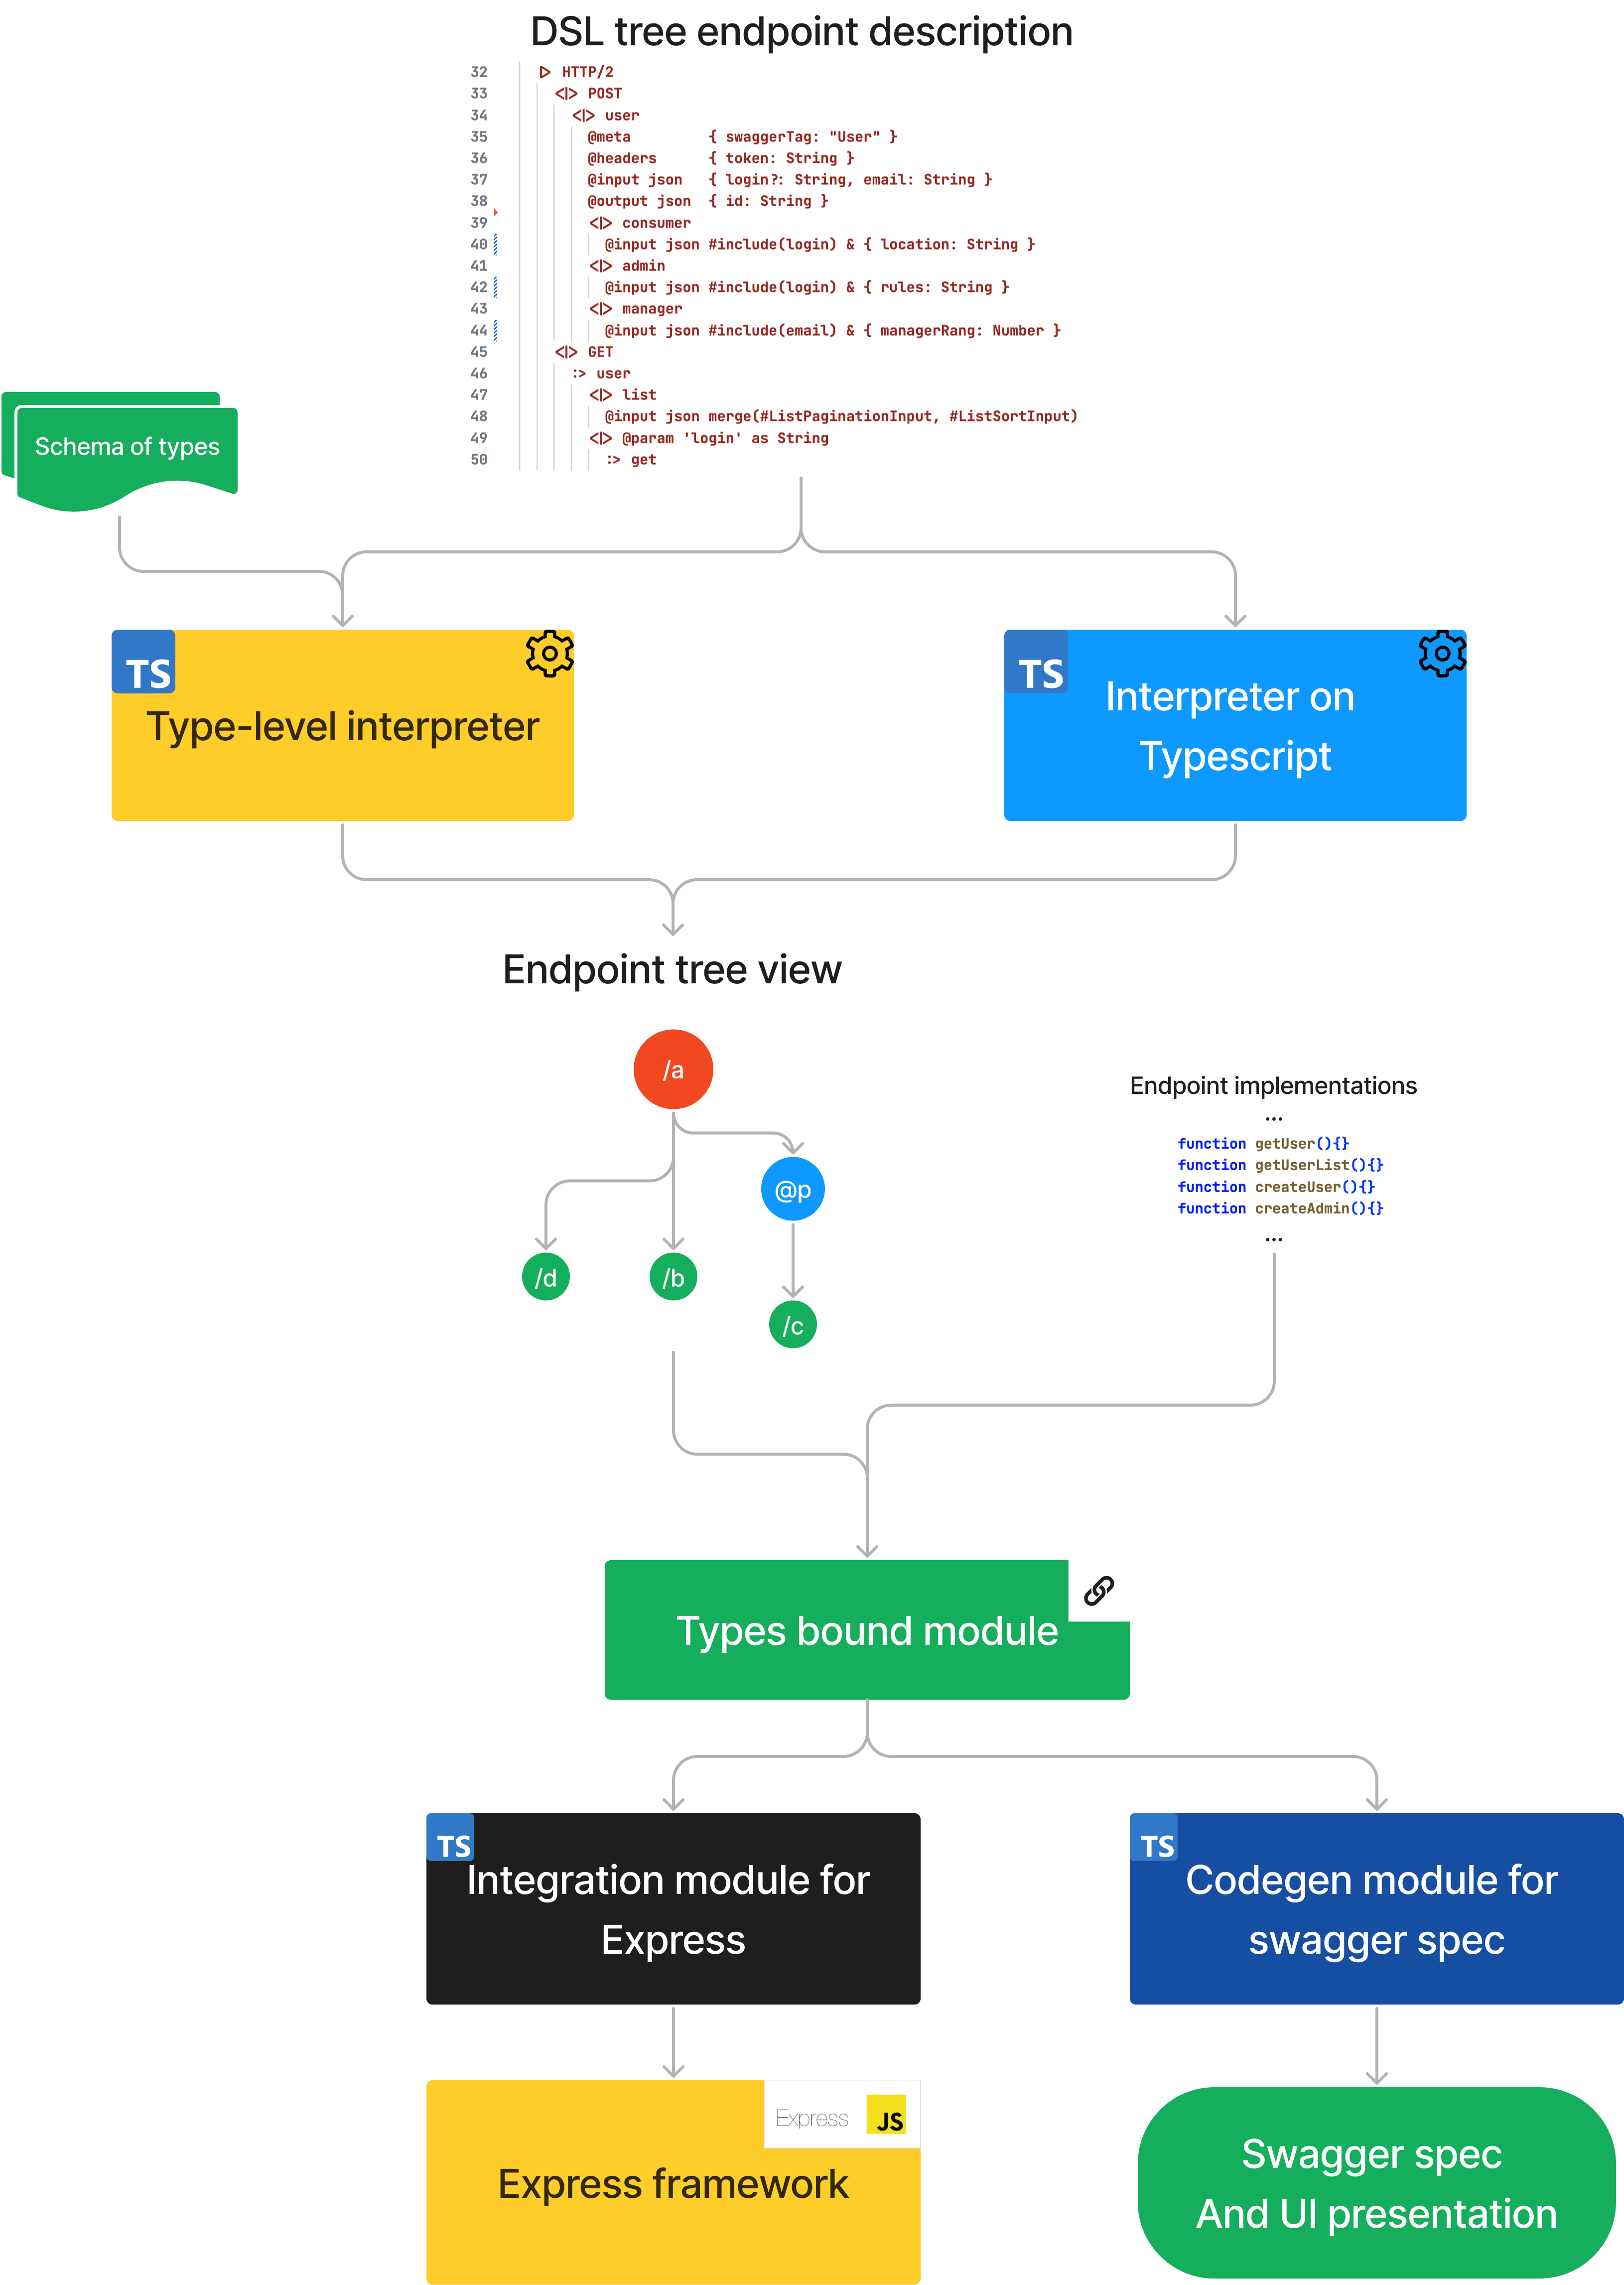 DSL tree endpoint description
32 ▷ HTTP/2
33 <|> POST
34 <|> user
35 @meta { swaggerTag: "User" }
36 @headers { token: String }
37 @input json { login?: String, email: String }
38 @output json { id: String }
39 <|> consumer
40 @input json #include(login) & { location: String }
41 <|> admin
42 @input json #include(login) & { rules: String }
43 <|> manager
44 @input json #include(email) & { managerRang: Number }
45 <|> GET
46 :> user
47 <|> list
48 @input json merge(#ListPaginationInput, #ListSortInput)
49 <|> @param 'login' as String
50 :> get
Schema of types
TS
Type-level interpreter
TS
Interpreter on
Typescript
Endpoint tree view
/a
@p
/d
/b
/c
Endpoint implementations
...
function getUser(){}
function getUserList(){}
function createUser(){}
function createAdmin(){}
...
Types bound module
TS
Integration module for
Express
TS
Codegen module for
swagger spec
Express
JS
Express framework
Swagger spec
And UI presentation